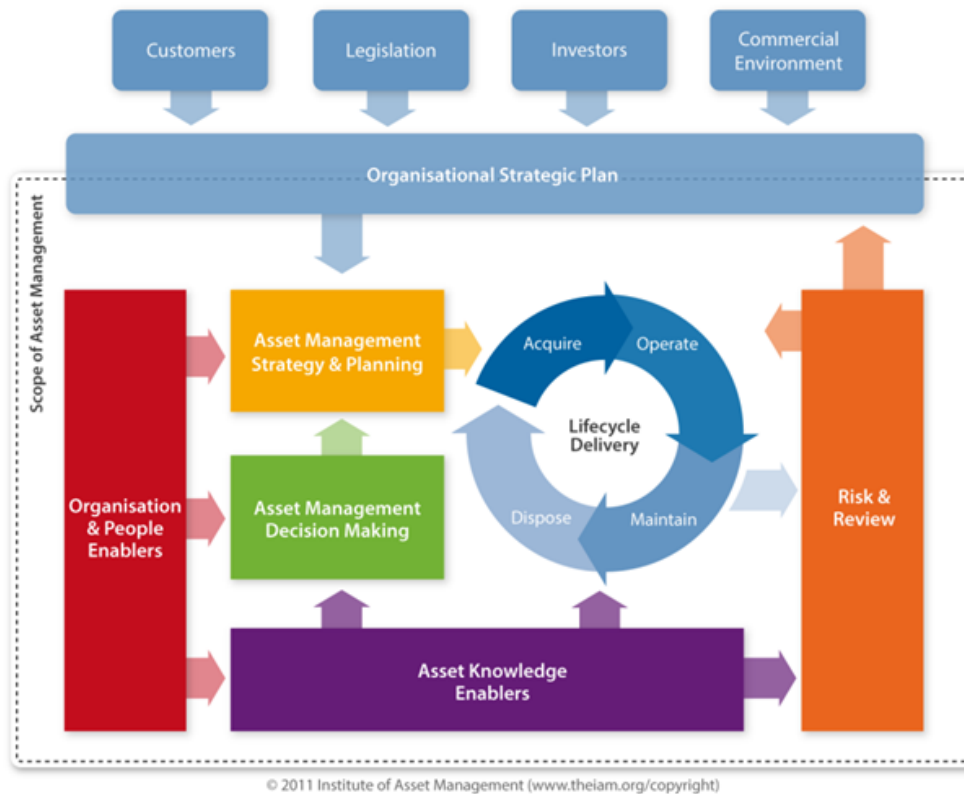 Customers
Legislation
Investors
Commercial
Environment
Organisational Strategic Plan
Scope of Asset Management
Asset Management
Strategy & Planning
Acquire
Operate
Lifecycle
Delivery
Organisation
& People
Enablers
Asset Management
Decision Making
Dispose
Maintain
Risk &
Review
Asset Knowledge
Enablers
© 2011 Institute of Asset Management (www.theiam.org/copyright)